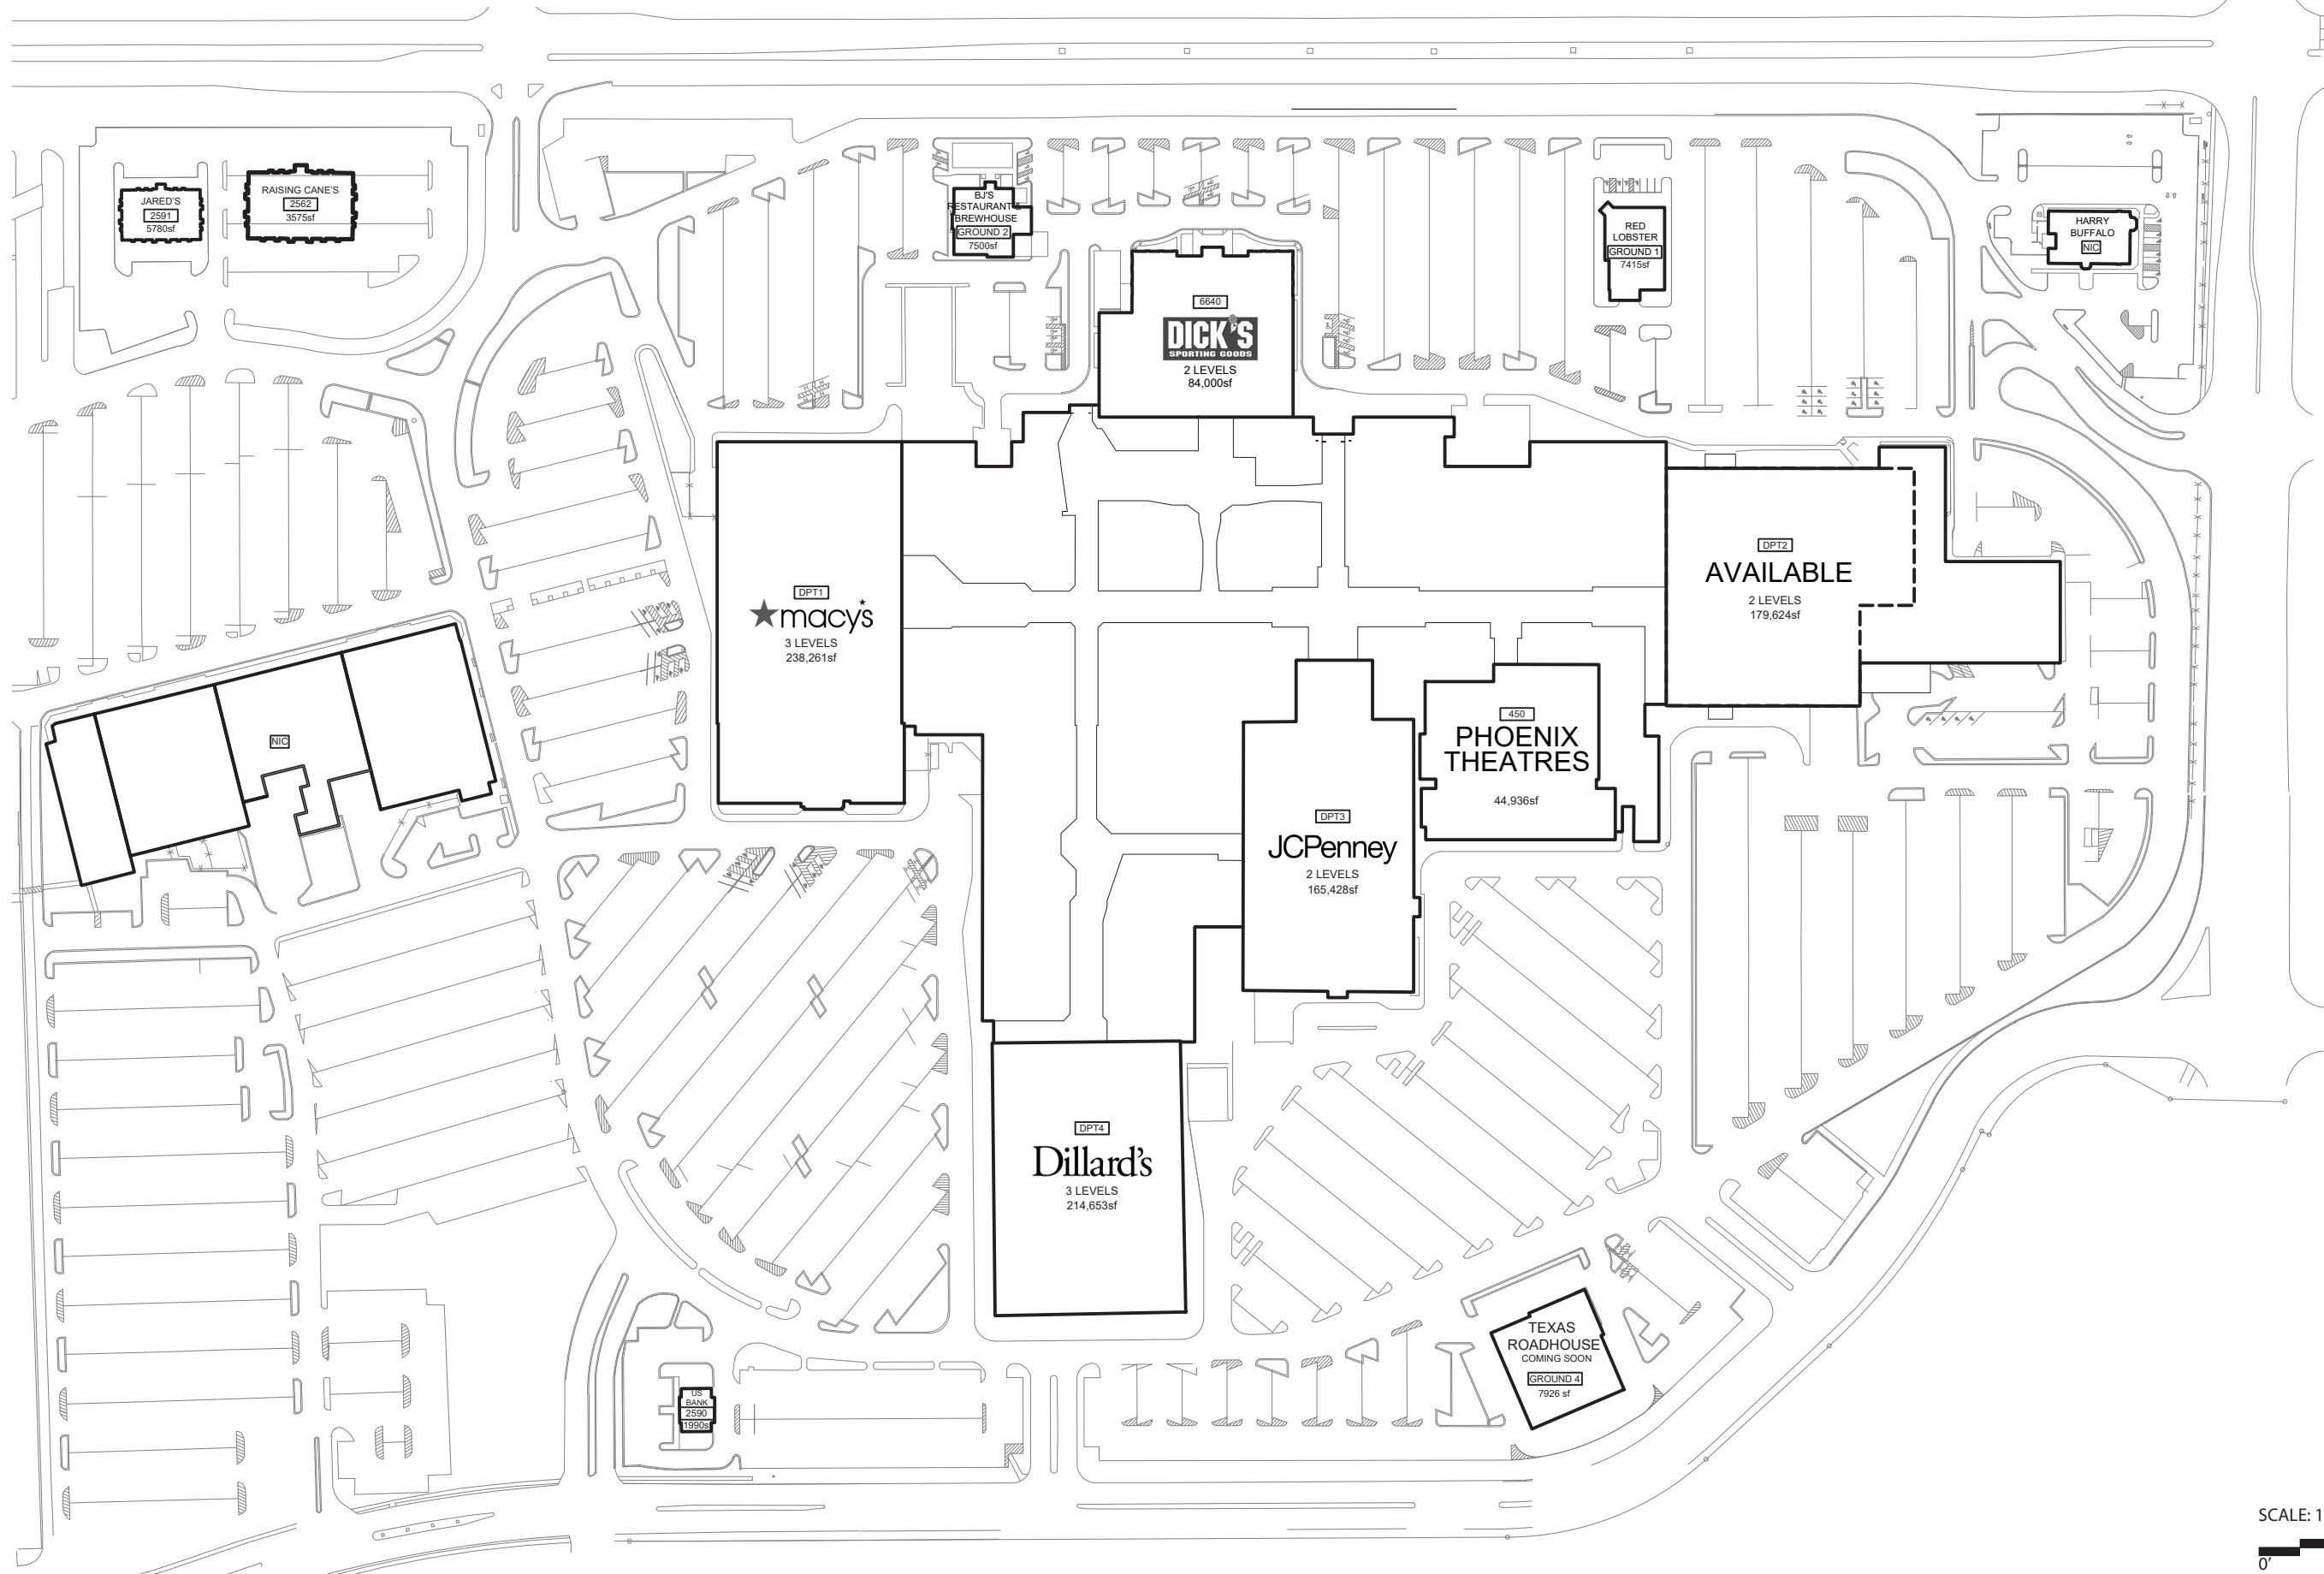 JARED'S
2591
5780sf
RAISING CANE'S
2562
3575sf
BJ'S
RESTAURANT &
BREWHOUSE
GROUND 2
7500sf
RED
LOBSTER
GROUND 1
7415sf
HARRY
BUFFALO
NIC
6640
DICK'S
SPORTING GOODS
2 LEVELS
84,000sf
DPT1
macy's
3 LEVELS
238,261sf
DPT2
AVAILABLE
2 LEVELS
179,624sf
NIC
450
PHOENIX
THEATRES
44,936sf
DPT3
JCPenney
2 LEVELS
165,428sf
DPT4
Dillard's
3 LEVELS
214,653sf
TEXAS
ROADHOUSE
COMING SOON
GROUND 4
7926 sf
US
BANK
2590
1990sf
SCALE: 1
0'